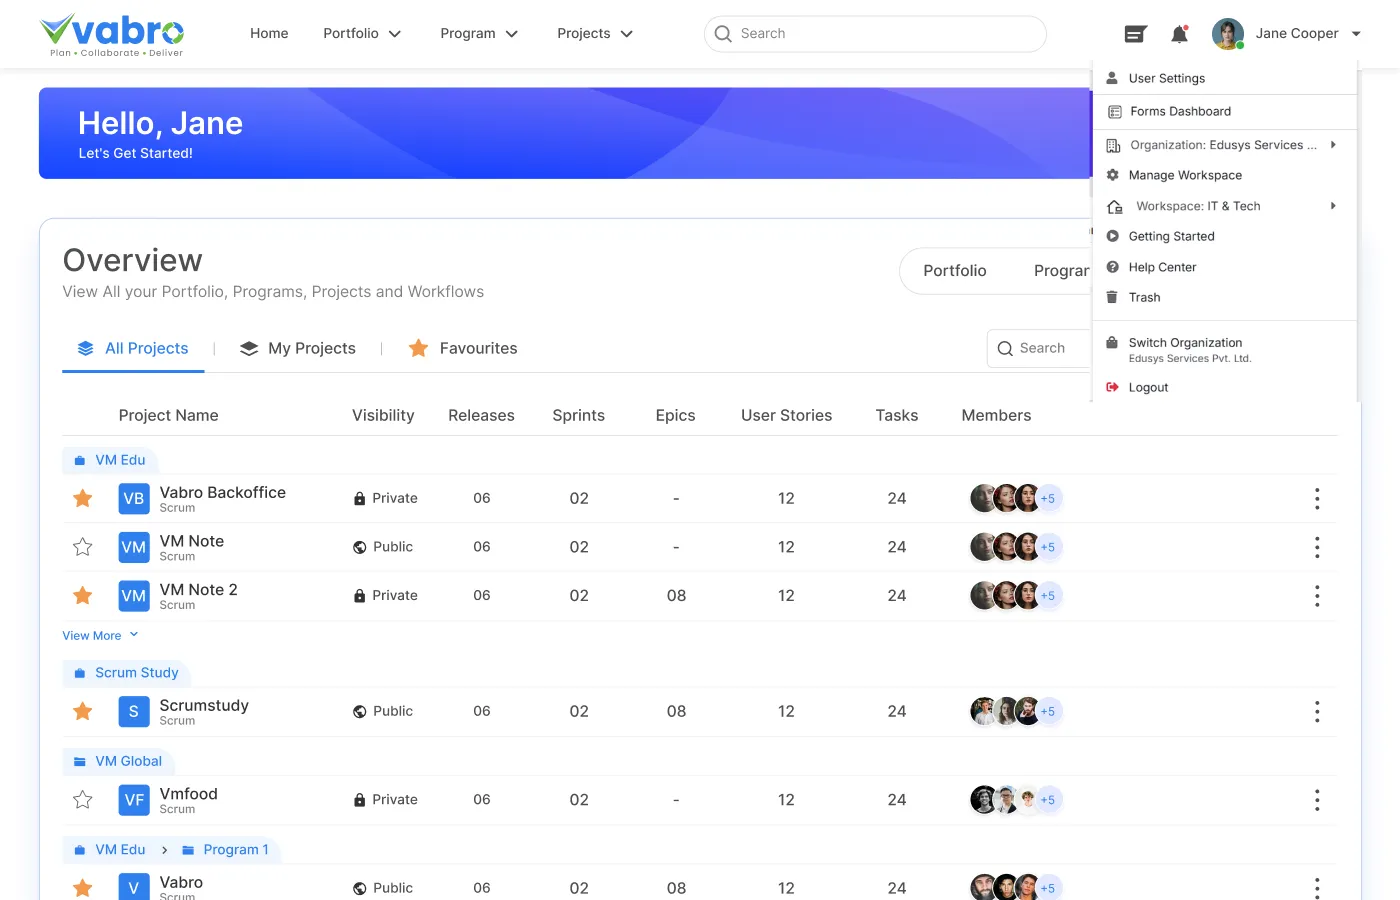 vabro
Plan • Collaborate • Deliver
Home
Portfolio
Program
Projects
Search
Jane Cooper
Hello, Jane
Let's Get Started!
User Settings
Forms Dashboard
Organization: Edusys Services ...
Manage Workspace
Workspace: IT & Tech
Getting Started
Help Center
Trash
Switch Organization
Edusys Services Pvt. Ltd.
Logout
Overview
View All your Portfolio, Programs, Projects and Workflows
Portfolio
Program
All Projects
My Projects
Favourites
Search
Project Name Visibility Releases Sprints Epics User Stories Tasks Members
VM Edu
VB Vabro Backoffice Private 06 02 - 12 24 +5
Scrum
VM VM Note Public 06 02 - 12 24 +5
Scrum
VM VM Note 2 Private 06 02 08 12 24 +5
Scrum
View More
Scrum Study
S Scrumstudy Public 06 02 08 12 24 +5
Scrum
VM Global
VF Vmfood Private 06 02 - 12 24 +5
Scrum
VM Edu > Program 1
V Vabro Public 06 02 08 12 24 +5
Scrum